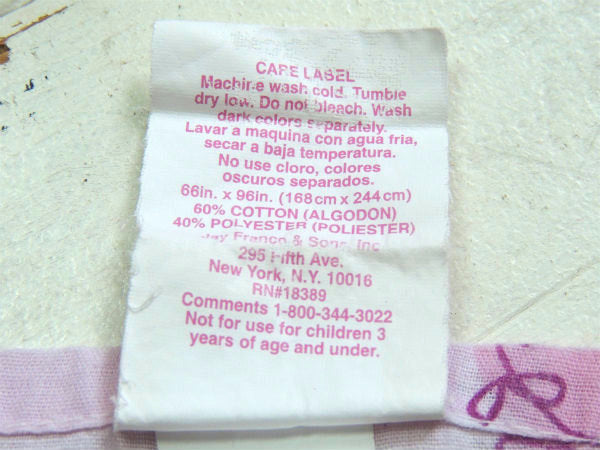 CARE LABEL
Machine wash cold. Tumble
dry low. Do not bleach. Wash
dark colors separately.
Lavar a maquina con agua fria,
secar a baja temperatura.
No use cloro, colores
oscuros separados.
66in. x 96in. (168cm x 244cm)
60% COTTON (ALGODON)
40% POLYESTER (POLIESTER)
Jay Franco & Sons, Inc
295 Fifth Ave.
New York, N.Y. 10016
RN#18389
Comments 1-800-344-3022
Not for use for children 3
years of age and under.